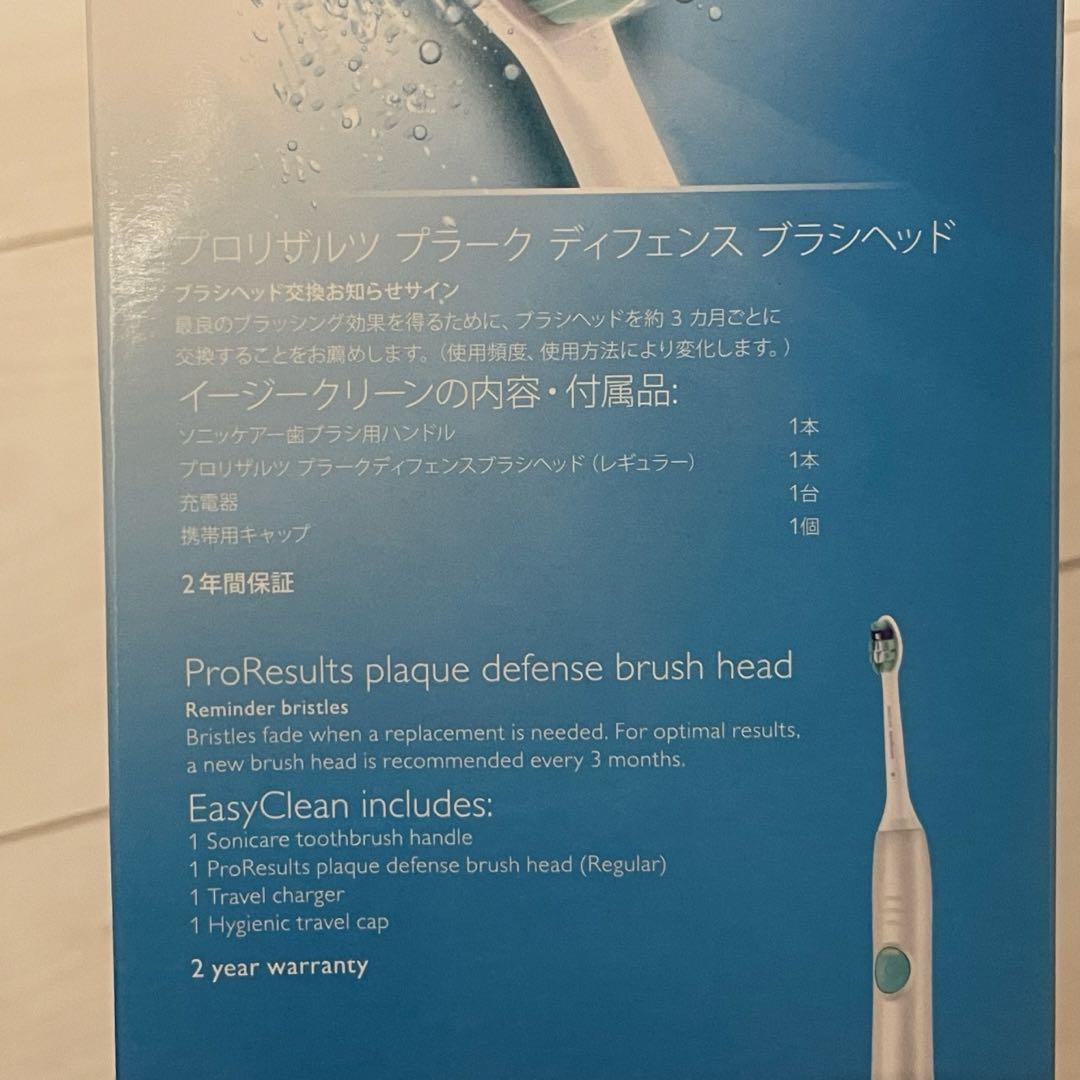 プロリザルツ プラーク ディフェンス ブラシヘッド
ブラシヘッド交換お知らせサイン
最良のブラッシング効果を得るために、ブラシヘッドを約 3 カ月ごとに
交換することをお薦めします。(使用頻度、使用方法により変化します。)
イージークリーンの内容・付属品:
ソニッケアー歯ブラシ用ハンドル 1本
プロリザルツ プラークディフェンスブラシヘッド (レギュラー) 1本
充電器 1台
携帯用キャップ 1個
2年間保証
ProResults plaque defense brush head
Reminder bristles
Bristles fade when a replacement is needed. For optimal results,
a new brush head is recommended every 3 months.
EasyClean includes:
1 Sonicare toothbrush handle
1 ProResults plaque defense brush head (Regular)
1 Travel charger
1 Hygienic travel cap
2 year warranty